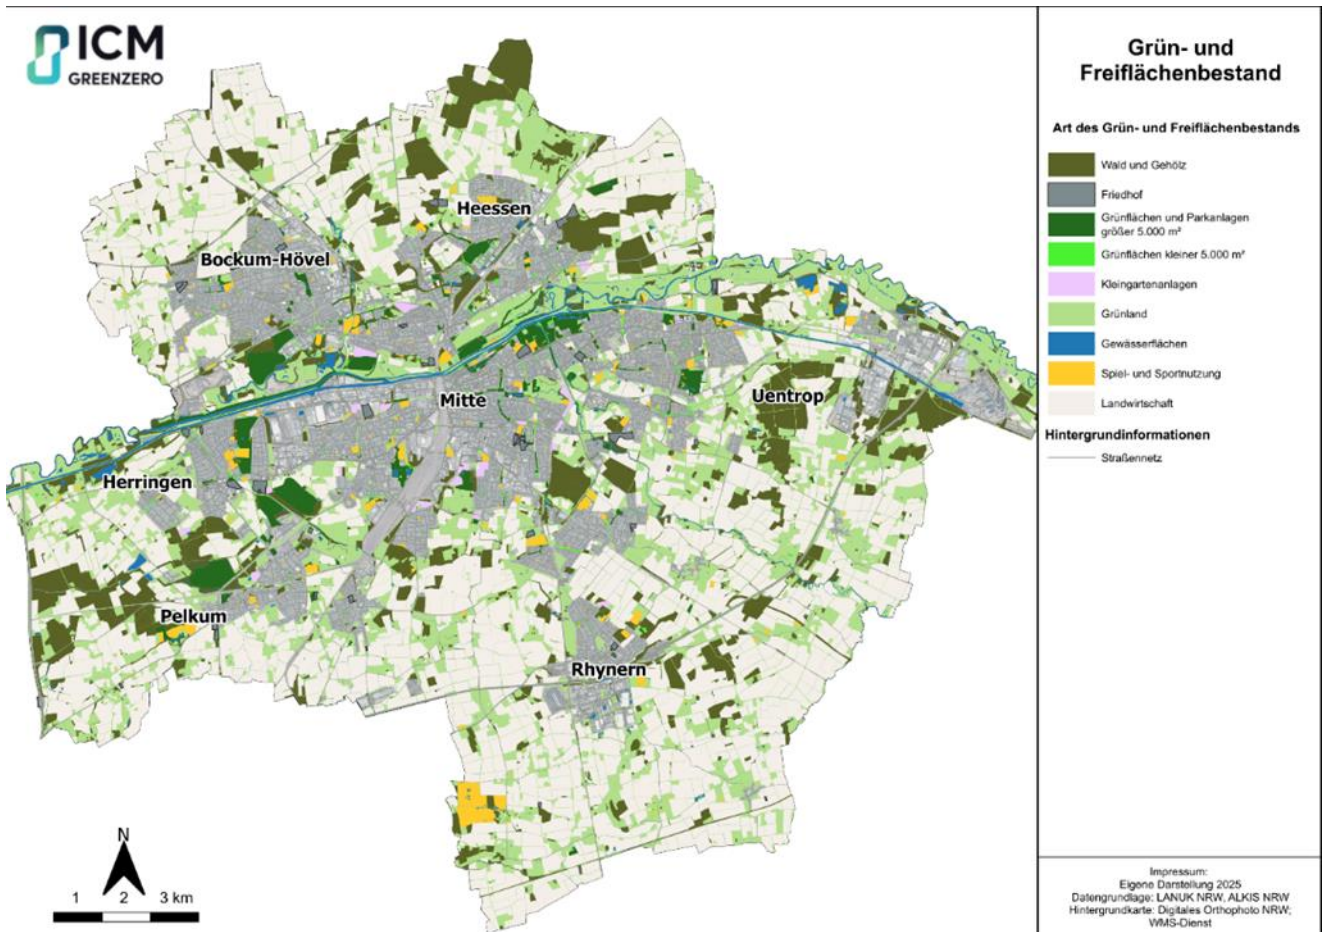 ICM
GREENZERO
Grün- und
Freiflächenbestand
Art des Grün- und Freiflächenbestands
Wald und Gehölz
Friedhof
Grünflächen und Parkanlagen
größer 5.000 m²
Grünflächen kleiner 5.000 m²
Kleingartenanlagen
Grünland
Gewässerflächen
Spiel- und Sportnutzung
Landwirtschaft
Hintergrundinformationen
Straßennetz
Heessen
Bockum-Hövel
Mitte
Uentrop
Herringen
Pelkum
Rhynern
N
1 2 3 km
Impressum:
Eigene Darstellung 2025
Datengrundlage: LANUK NRW, ALKIS NRW
Hintergrundkarte: Digitales Orthophoto NRW;
WMS-Dienst